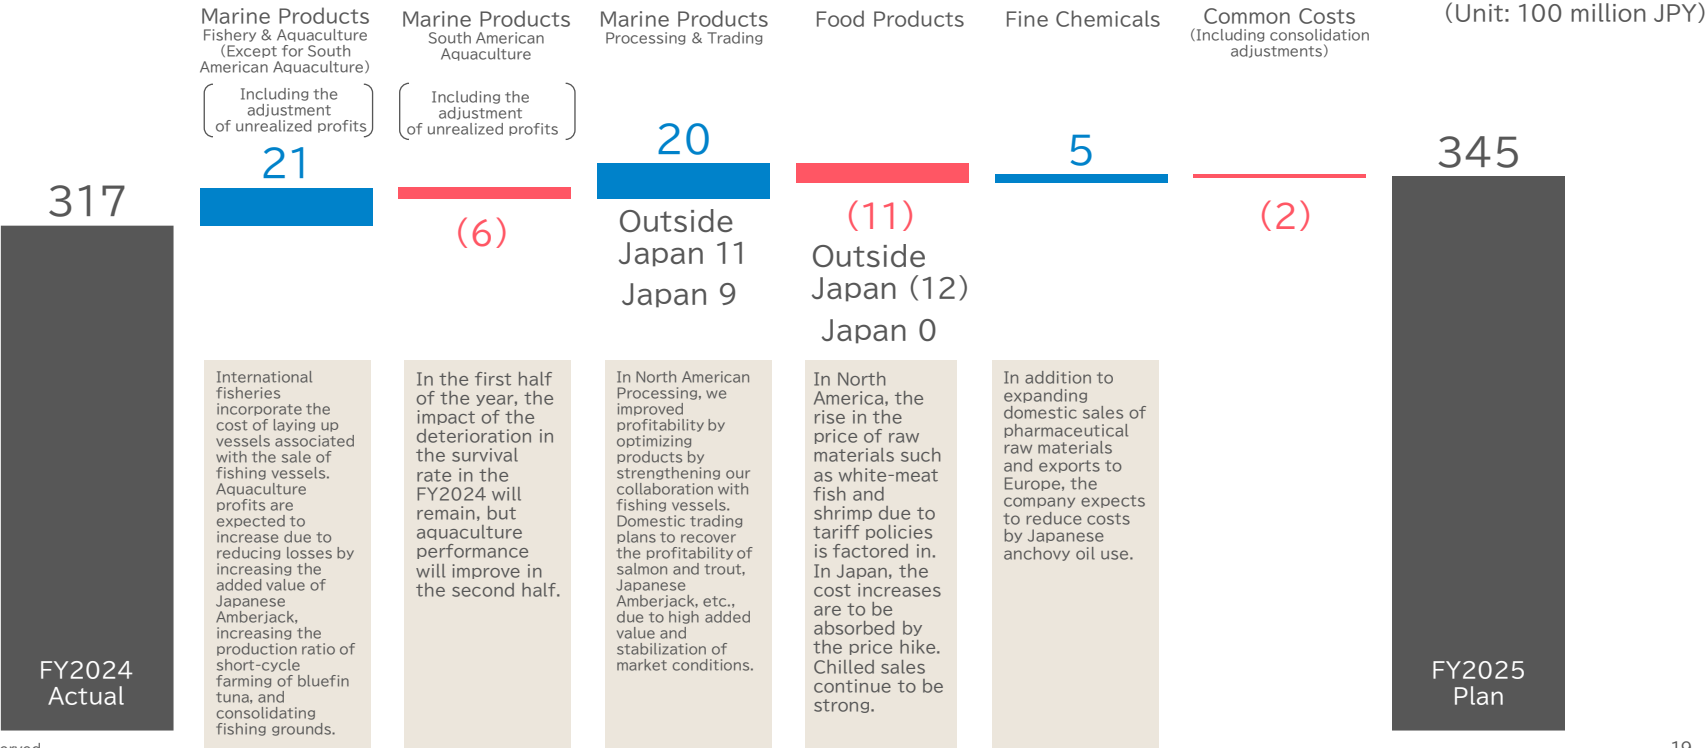 (Unit: 100 million JPY)
Marine Products
Fishery & Aquaculture
(Except for South
American Aquaculture)
Including the
adjustment
of unrealized profits
21
Marine Products
South American
Aquaculture
Including the
adjustment
of unrealized profits
(6)
Marine Products
Processing & Trading
20
Outside
Japan 11
Japan 9
Food Products
(11)
Outside
Japan (12)
Japan 0
Fine Chemicals
5
Common Costs
(Including consolidation
adjustments)
(2)
317
FY2024
Actual
345
FY2025
Plan
International
fisheries
incorporate the
cost of laying up
vessels associated
with the sale of
fishing vessels.
Aquaculture
profits are
expected to
increase due to
reducing losses by
increasing the
added value of
Japanese
Amberjack,
increasing the
production ratio of
short-cycle
farming of bluefin
tuna, and
consolidating
fishing grounds.
In the first half
of the year, the
impact of the
deterioration in
the survival
rate in the
FY2024 will
remain, but
aquaculture
performance
will improve in
the second half.
In North American
Processing, we
improved
profitability by
optimizing
products by
strengthening our
collaboration with
fishing vessels.
Domestic trading
plans to recover
the profitability of
salmon and trout,
Japanese
Amberjack, etc.,
due to high added
value and
stabilization of
market conditions.
In North
America, the
rise in the
price of raw
materials such
as white-meat
fish and
shrimp due to
tariff policies
is factored in.
In Japan, the
cost increases
are to be
absorbed by
the price hike.
Chilled sales
continue to be
strong.
In addition to
expanding
domestic sales of
pharmaceutical
raw materials
and exports to
Europe, the
company expects
to reduce costs
by Japanese
anchovy oil use.